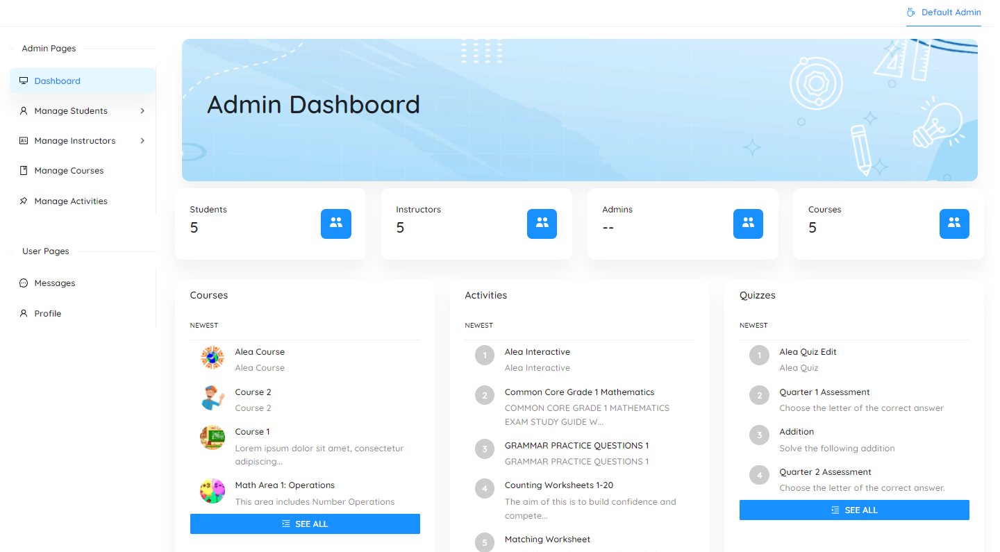 Default Admin
Admin Pages
Dashboard
Manage Students
Manage Instructors
Manage Courses
Manage Activities
User Pages
Messages
Profile
Admin Dashboard
Students
5
Instructors
5
Admins
--
Courses
5
Courses
NEWEST
Alea Course
Alea Course
Course 2
Course 2
Course 1
Lorem ipsum dolor sit amet, consectetur
adipiscing...
Math Area 1: Operations
This area includes Number Operations
SEE ALL
Activities
NEWEST
1
Alea Interactive
Alea Interactive
2
Common Core Grade 1 Mathematics
COMMON CORE GRADE 1 MATHEMATICS
EXAM STUDY GUIDE W...
3
GRAMMAR PRACTICE QUESTIONS 1
GRAMMAR PRACTICE QUESTIONS 1
4
Counting Worksheets 1-20
The aim of this is to build confidence and
compete...
5
Matching Worksheet
Quizzes
NEWEST
1
Alea Quiz Edit
Alea Quiz
2
Quarter 1 Assessment
Choose the letter of the correct answer
3
Addition
Solve the following addition
4
Quarter 2 Assessment
Choose the letter of the correct answer.
SEE ALL